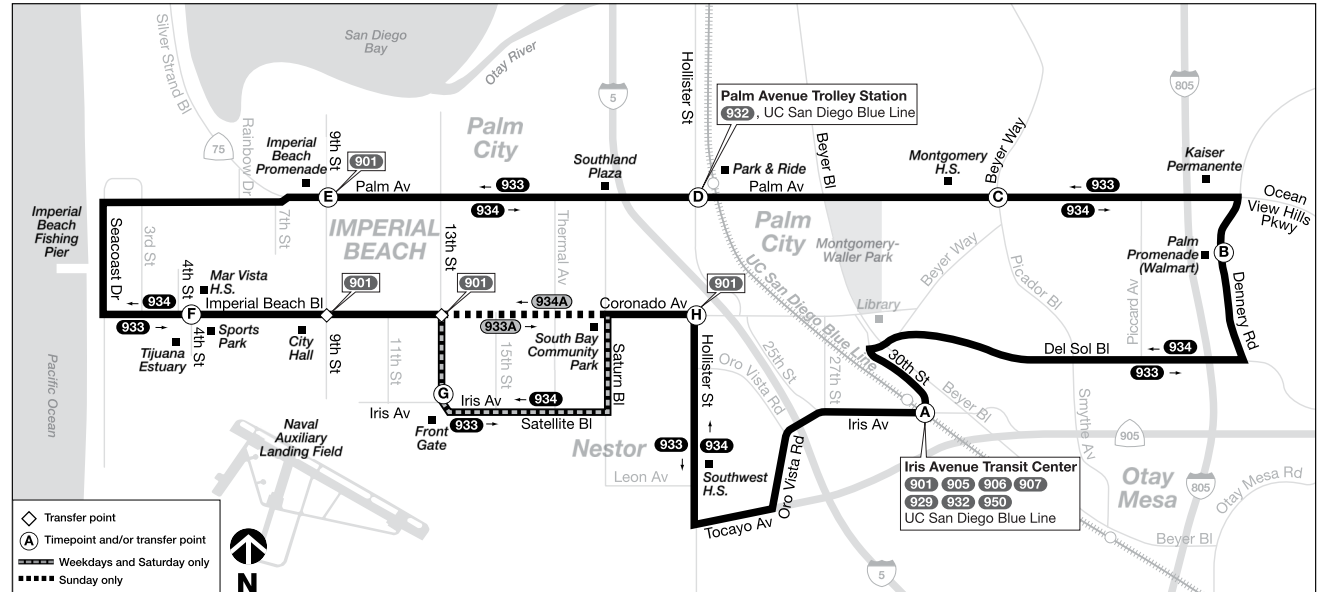 San Diego
Bay
Silver Strand Bl
Otay River
5
Hollister St
805
Palm Avenue Trolley Station
932 , UC San Diego Blue Line
75
Rainbow Dr
Imperial
Beach
Promenade
9th St
901
Palm
City
Southland
Plaza
Park & Ride
Beyer Bl
Montgomery
H.S.
Beyer Way
Kaiser
Permanente
E
Palm Av
933
934
D
Palm Av
C
933
934
Ocean
View Hills
Pkwy
Imperial
Beach
Fishing
Pier
Seacoast Dr
3rd St
7th St
IMPERIAL
BEACH
13th St
Thermal Av
Palm
City
Montgomery-
Waller Park
Beyer Way
Palm
Promenade
(Walmart)
B
4th St
Mar Vista
H.S.
901
901
901
UC San Diego Blue Line
Picador Bl
Piccard Av
Dennery Rd
934
F
Imperial Beach Bl
934A
Coronado Av
H
Library
933
Tijuana
Estuary
4th St
Sports
Park
City
Hall
9th St
11th St
933A
15th St
South Bay
Community
Park
Saturn Bl
Hollister St
Oro Vista Rd
25th St
27th St
30th St
Del Sol Bl
934
933
Pacific Ocean
G
Iris Av
Iris Av
934
933
Satellite Bl
Front
Gate
Iris Av
A
Beyer Bl
Smythe Av
905
Naval
Auxiliary
Landing Field
Nestor
933
934
Leon Av
Southwest
H.S.
Oro Vista Rd
Tocayo Av
Iris Avenue Transit Center
901 905 906 907
929 932 950
UC San Diego Blue Line
Otay
Mesa
805
Otay Mesa Rd
Beyer Bl
5
Transfer point
A Timepoint and/or transfer point
Weekdays and Saturday only
Sunday only
N